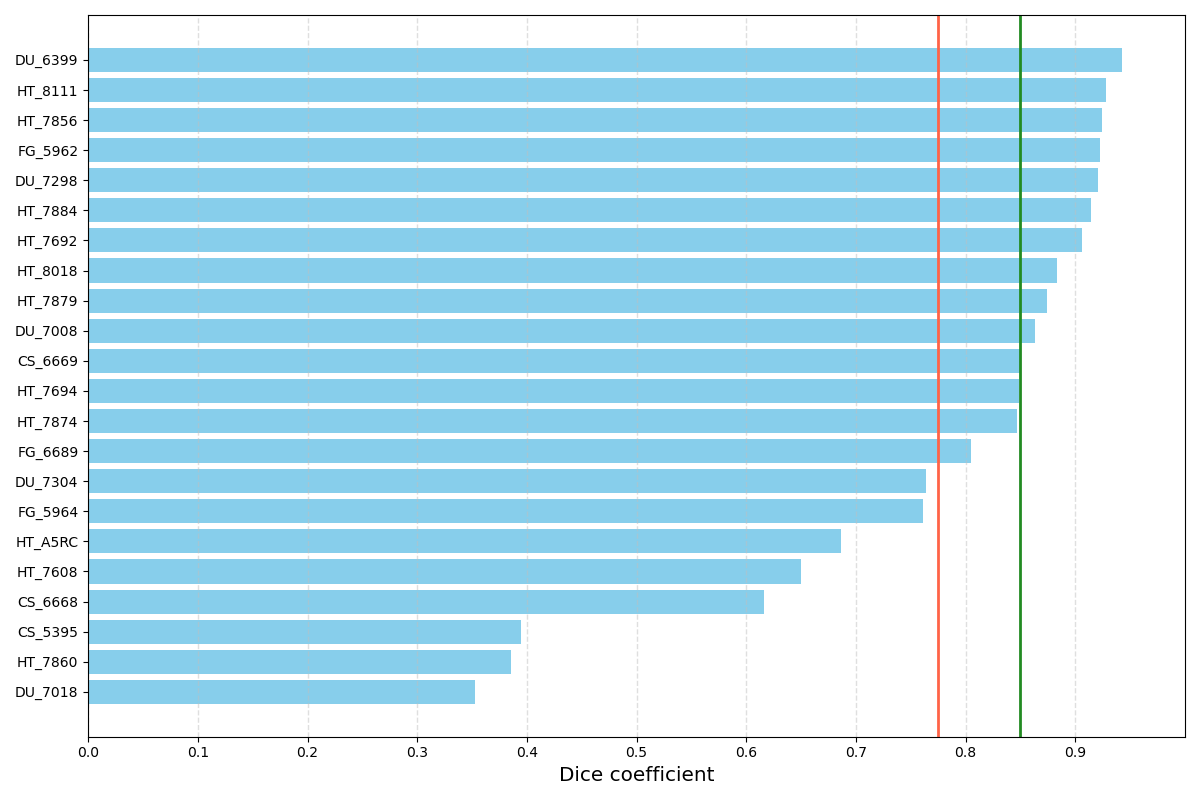 DU_6399
HT_8111
HT_7856
FG_5962
DU_7298
HT_7884
HT_7692
HT_8018
HT_7879
DU_7008
CS_6669
HT_7694
HT_7874
FG_6689
DU_7304
FG_5964
HT_A5RC
HT_7608
CS_6668
CS_5395
HT_7860
DU_7018
0.0 0.1 0.2 0.3 0.4 0.5 0.6 0.7 0.8 0.9
Dice coefficient